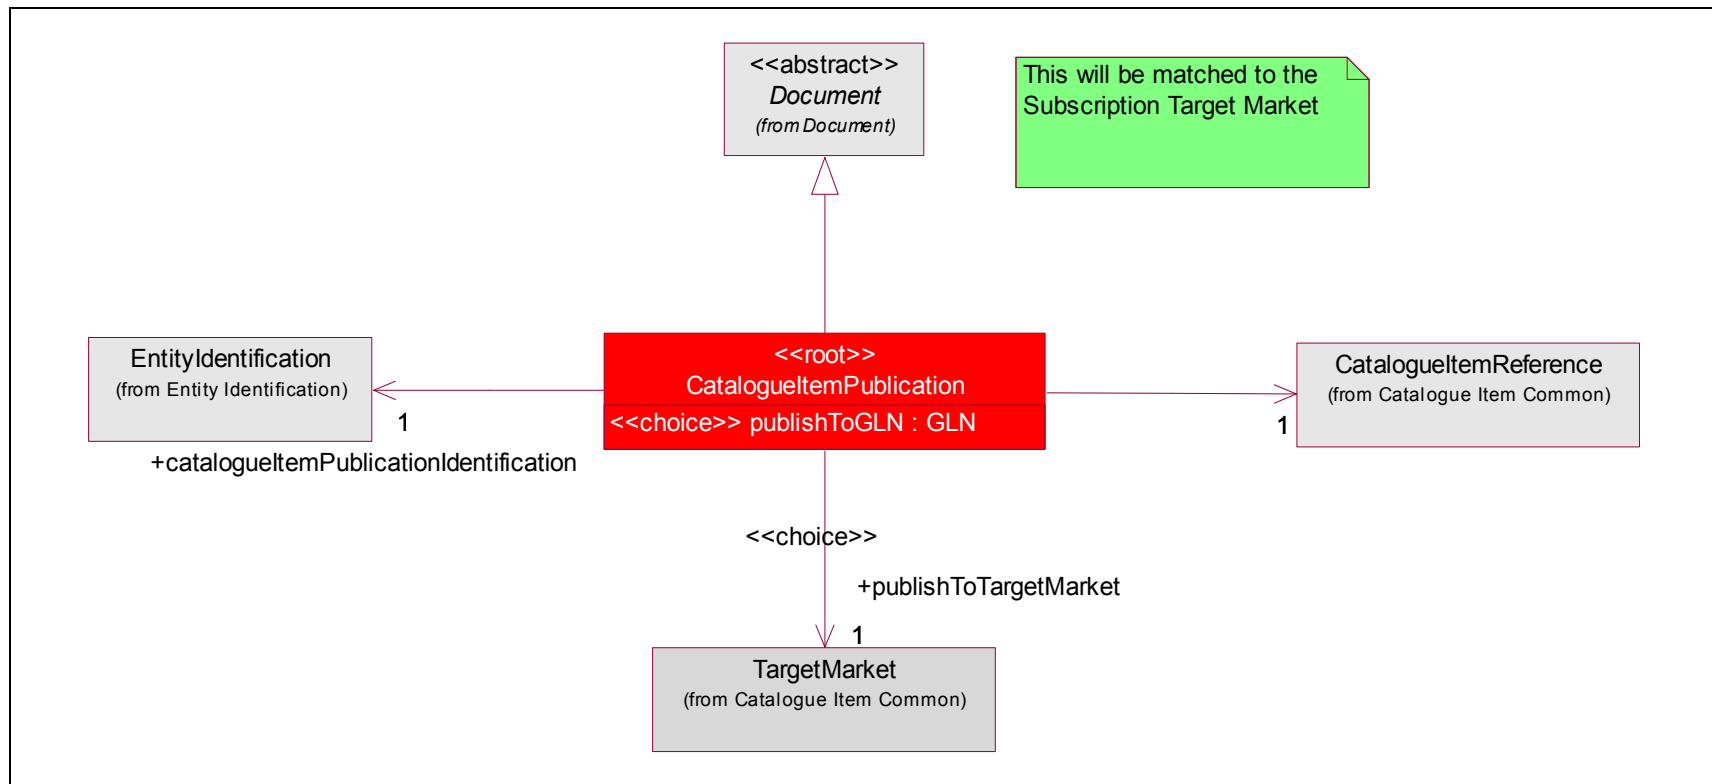 <<abstract>>
Document
(from Document)
This will be matched to the
Subscription Target Market
EntityIdentification
(from Entity Identification)
1
+catalogueItemPublicationIdentification
<<root>>
CatalogueItemPublication
<<choice>> publishToGLN : GLN
CatalogueItemReference
(from Catalogue Item Common)
1
<<choice>>
+publishToTargetMarket
1
TargetMarket
(from Catalogue Item Common)